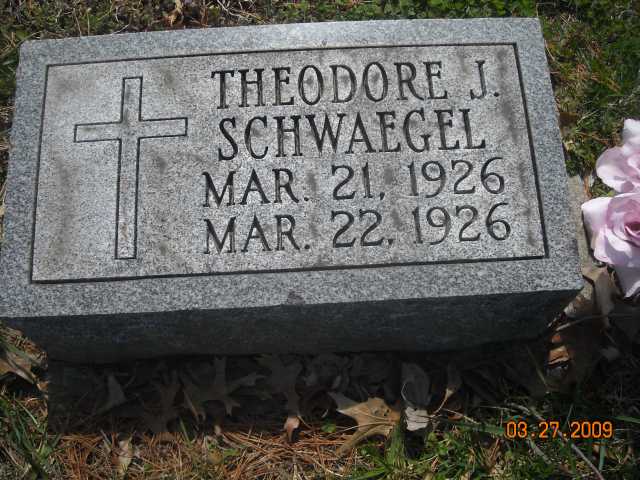 THEODORE J.
SCHWAEGEL
MAR. 21, 1926
MAR. 22, 1926
03.27.2009